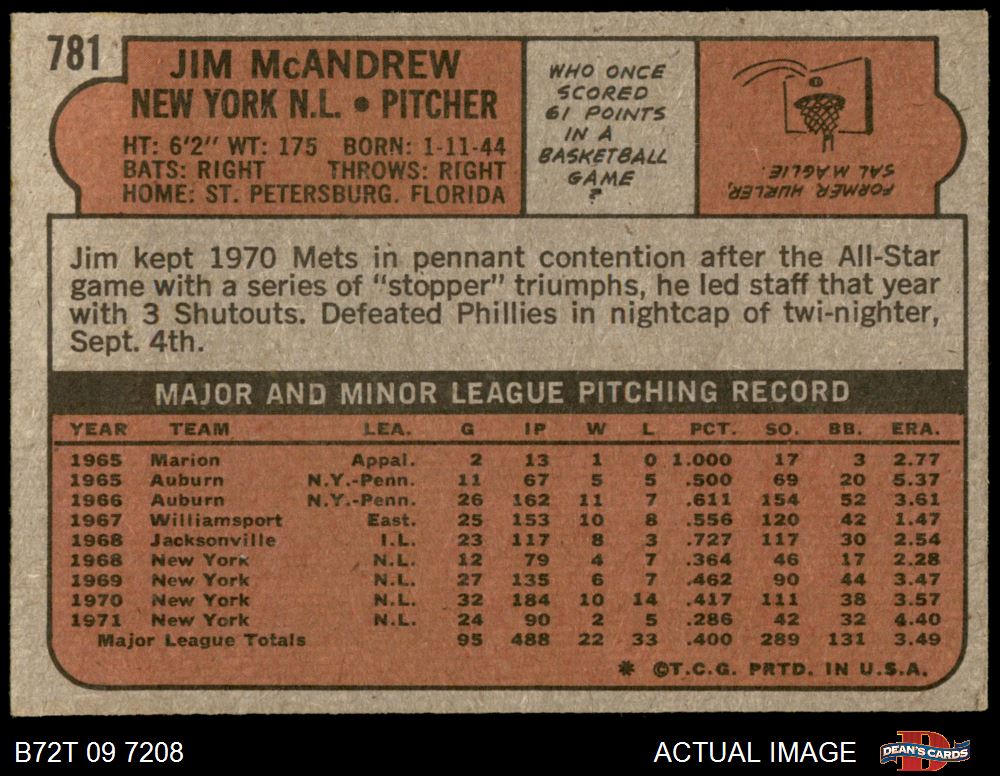 781
JIM McANDREW
NEW YORK N.L. • PITCHER
HT: 6'2" WT: 175 BORN: 1-11-44
BATS: RIGHT THROWS: RIGHT
HOME: ST. PETERSBURG, FLORIDA
WHO ONCE
SCORED
61 POINTS
IN A
BASKETBALL
GAME
?
FORMER HURLER,
SAL MAGLIE.
Jim kept 1970 Mets in pennant contention after the All-Star
game with a series of "stopper" triumphs, he led staff that year
with 3 Shutouts. Defeated Phillies in nightcap of twi-nighter,
Sept. 4th.
MAJOR AND MINOR LEAGUE PITCHING RECORD
YEAR TEAM LEA. G IP W L PCT. SO. BB. ERA.
1965 Marion Appal. 2 13 1 0 1.000 17 3 2.77
1965 Auburn N.Y.-Penn. 11 67 5 5 .500 69 20 5.37
1966 Auburn N.Y.-Penn. 26 162 11 7 .611 154 52 3.61
1967 Williamsport East. 25 153 10 8 .556 120 42 1.47
1968 Jacksonville I.L. 23 117 8 3 .727 117 30 2.54
1968 New York N.L. 12 79 4 7 .364 46 17 2.28
1969 New York N.L. 27 135 6 7 .462 90 44 3.47
1970 New York N.L. 32 184 10 14 .417 111 38 3.57
1971 New York N.L. 24 90 2 5 .286 42 32 4.40
Major League Totals 95 488 22 33 .400 289 131 3.49
* ©T.C.G. PRTD. IN U.S.A.
B72T 09 7208 ACTUAL IMAGE DEAN'S CARDS